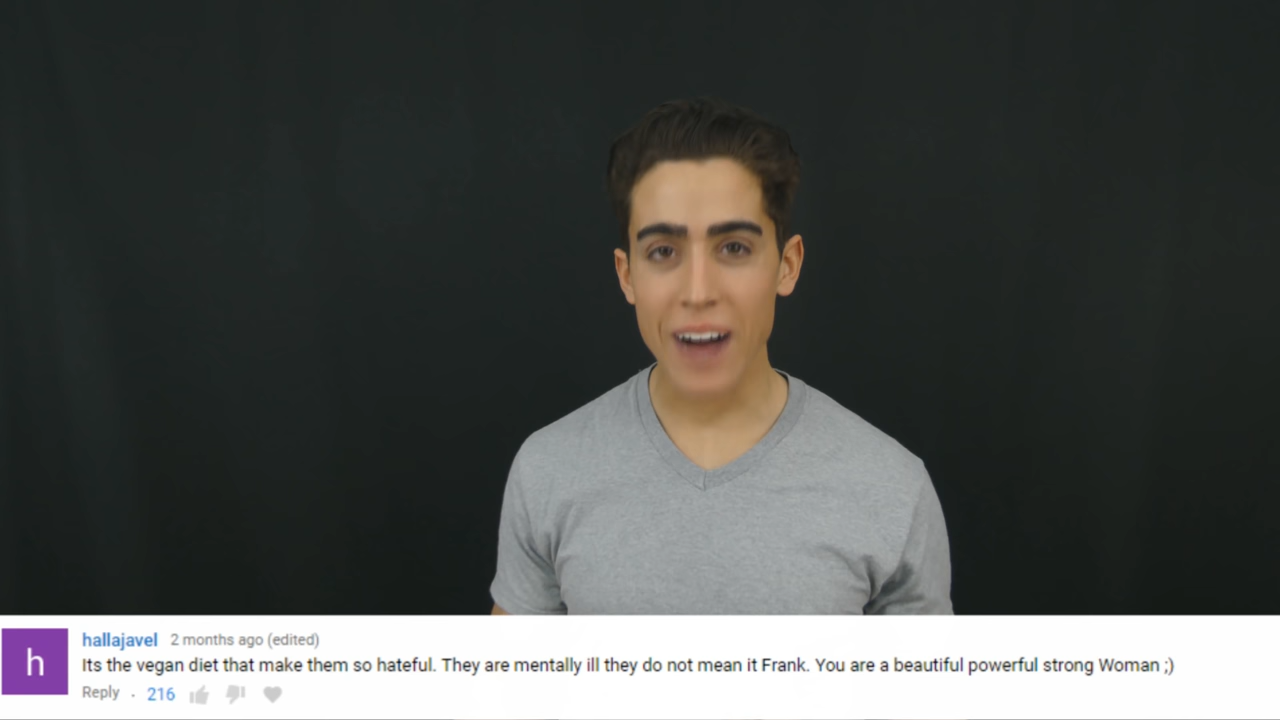 h
hallajavel 2 months ago (edited)
Its the vegan diet that make them so hateful. They are mentally ill they do not mean it Frank. You are a beautiful powerful strong Woman ;)
Reply · 216